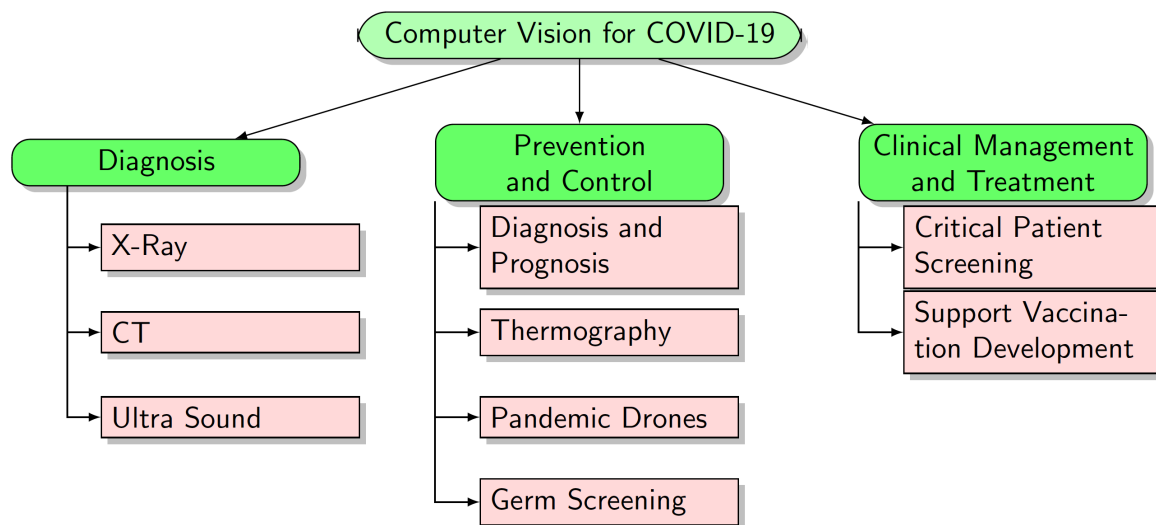 Computer Vision for COVID-19
Diagnosis
X-Ray
CT
Ultra Sound
Prevention
and Control
Diagnosis and
Prognosis
Thermography
Pandemic Drones
Germ Screening
Clinical Management
and Treatment
Critical Patient
Screening
Support Vaccina-
tion Development